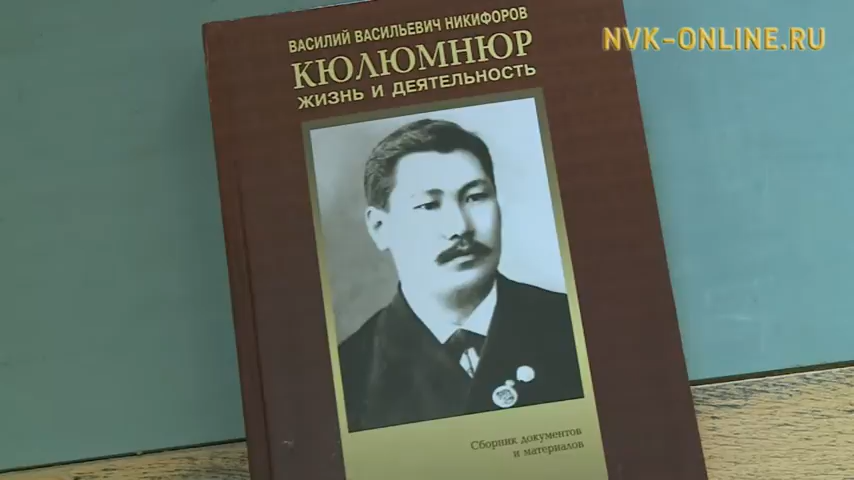 NVK-ONLINE.RU
ВАСИЛИЙ ВАСИЛЬЕВИЧ НИКИФОРОВ
КЮЛЮМНЮР
ЖИЗНЬ И ДЕЯТЕЛЬНОСТЬ
Сборник документов
и материалов